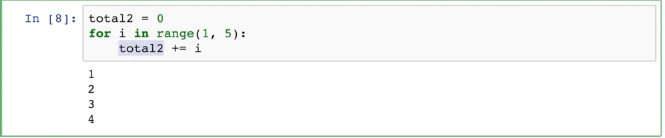 In [8]: total2 = 0
for i in range(1, 5):
    total2 += i
1
2
3
4